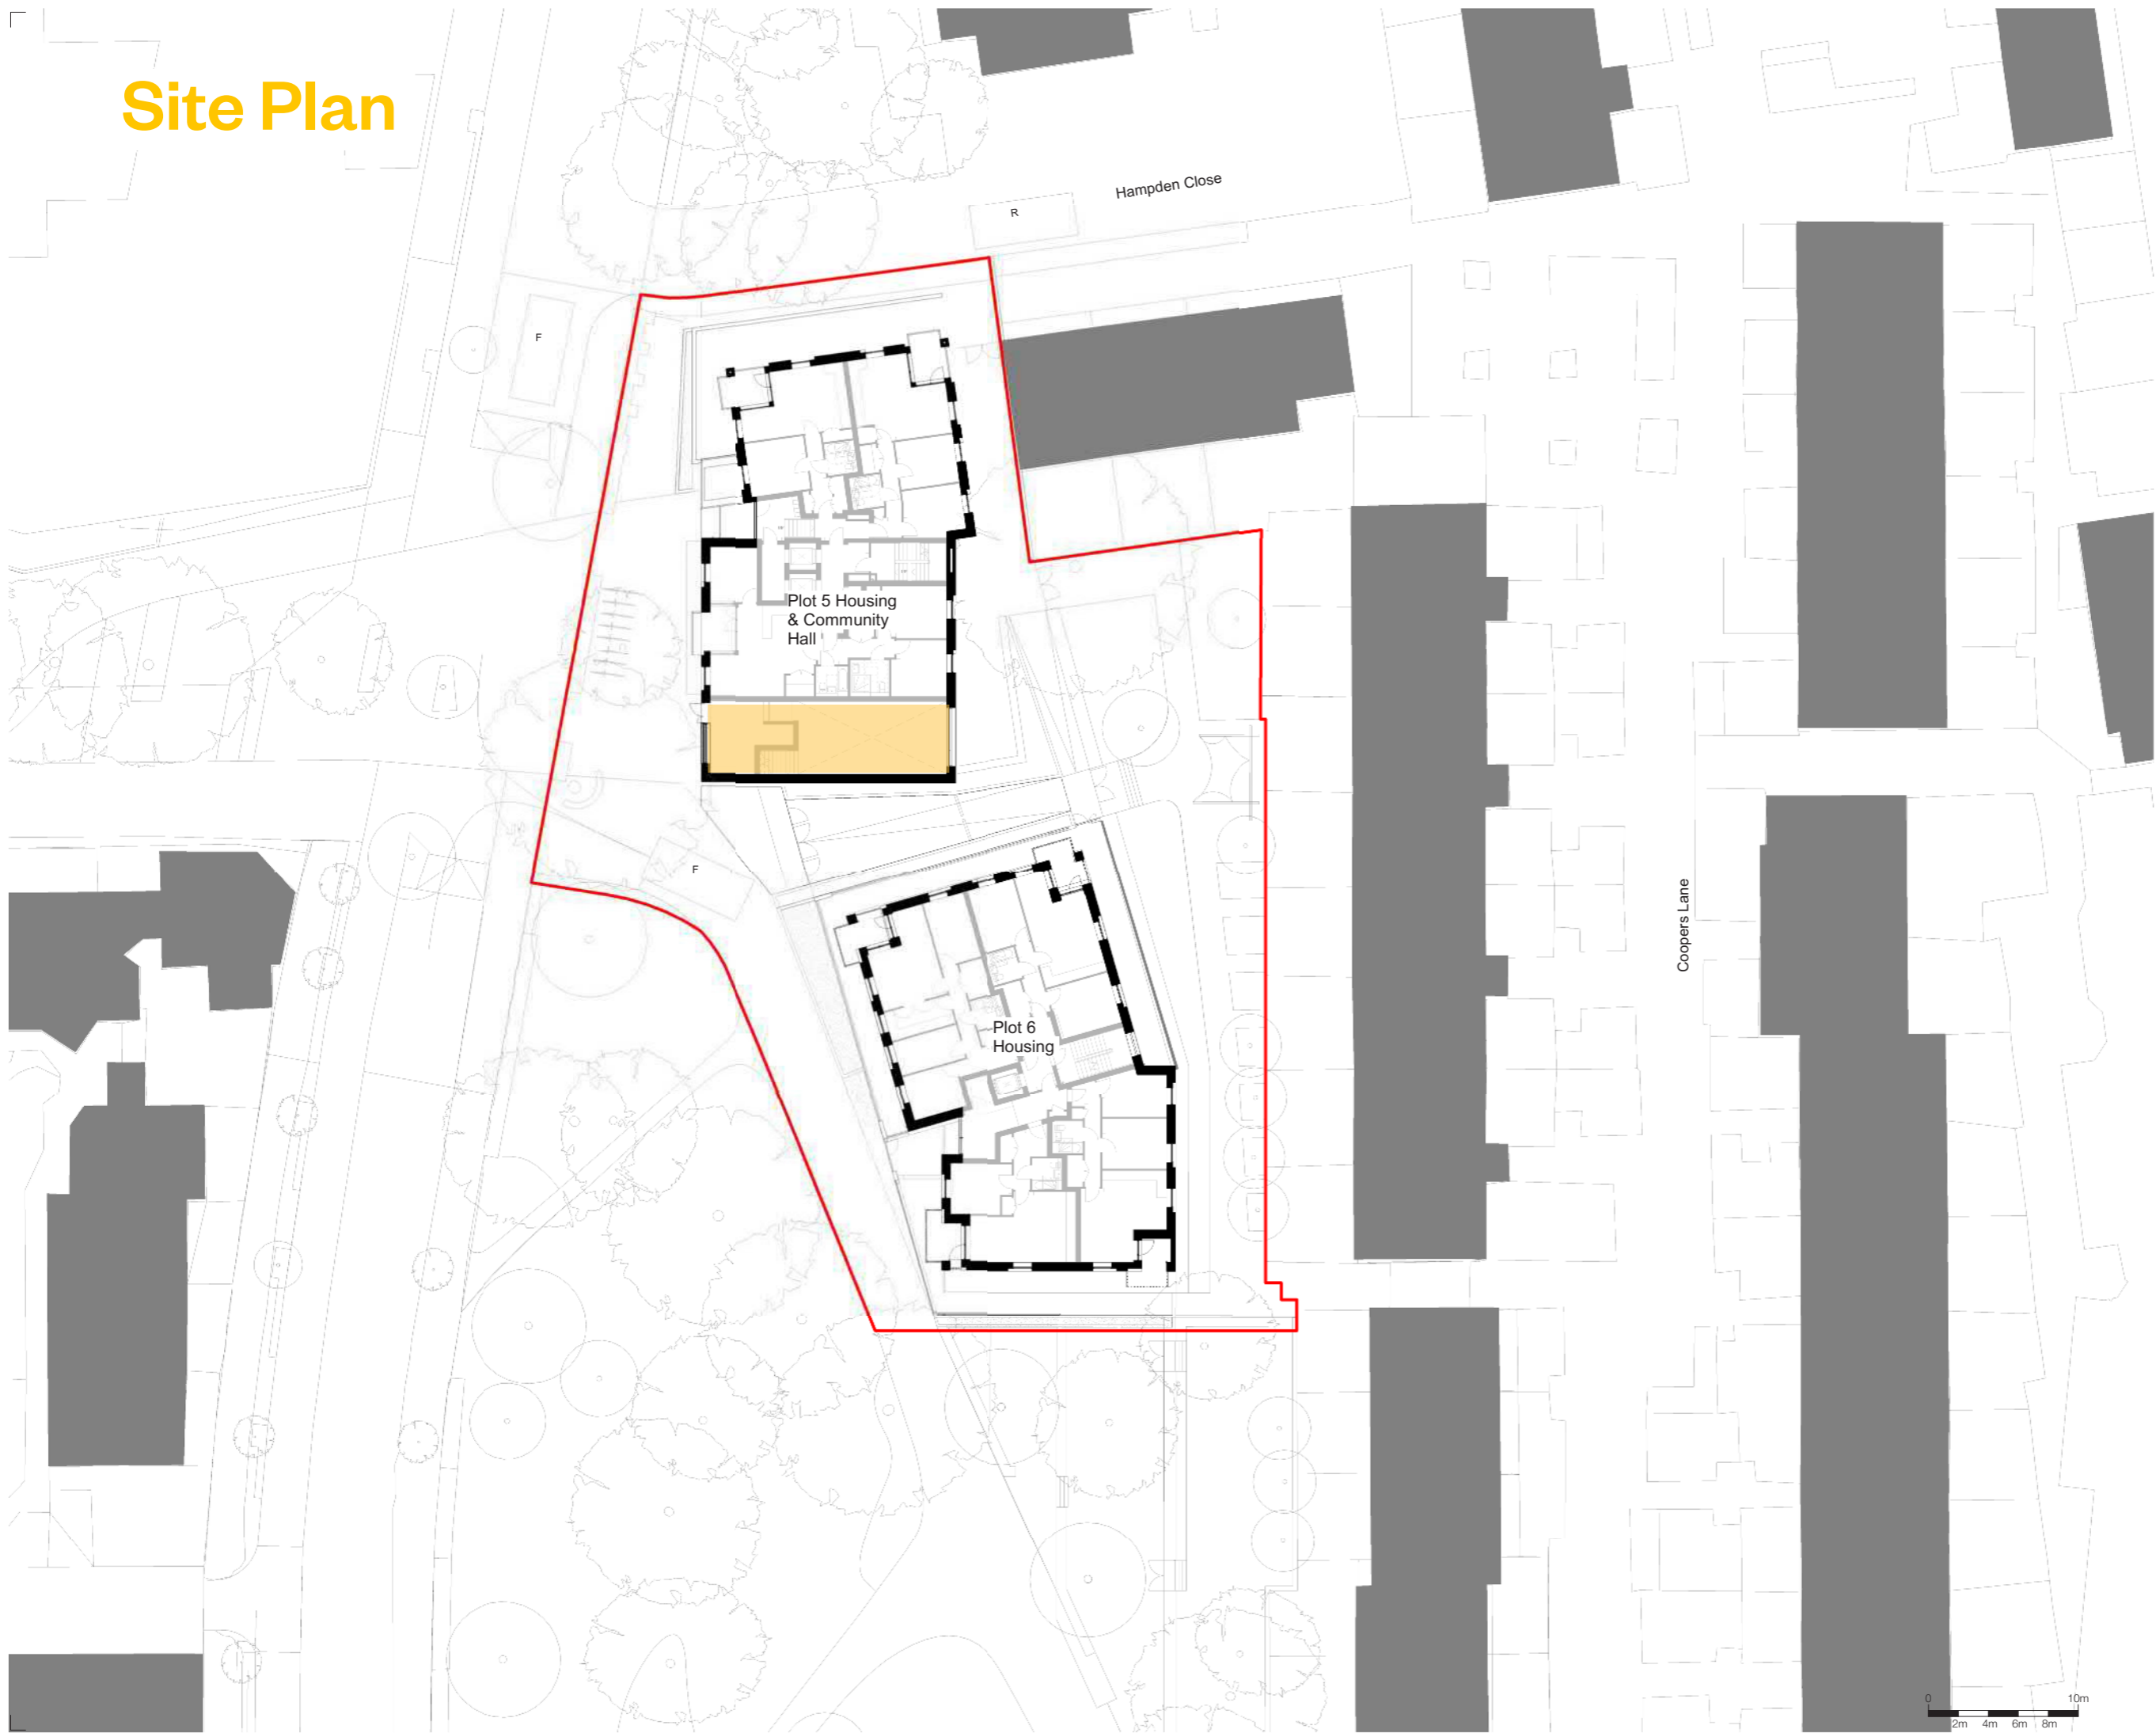 Site Plan
Hampden Close
R
F
Plot 5 Housing
& Community
Hall
F
Coopers Lane
Plot 6
Housing
0
10m
2m
4m
6m
8m